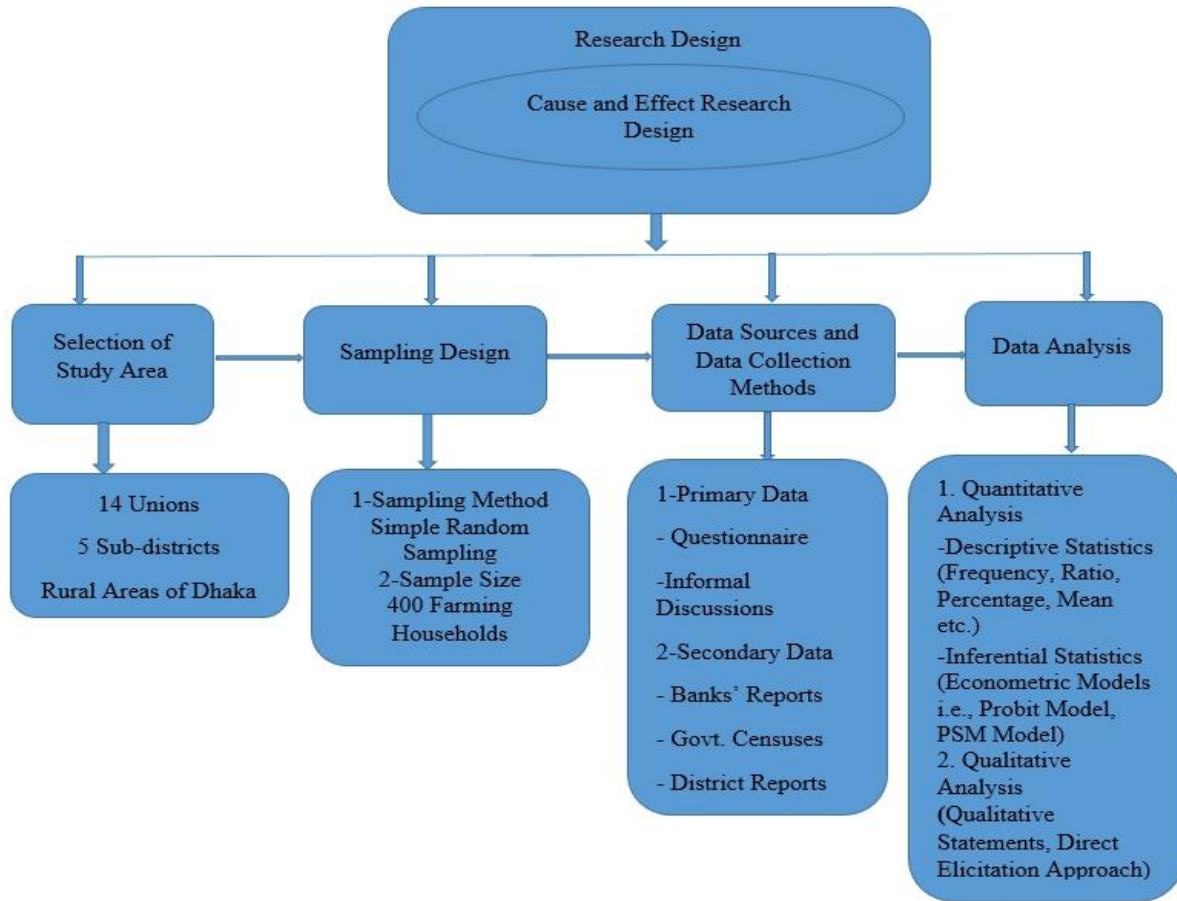 Research Design
Cause and Effect Research
Design
Selection of
Study Area
Sampling Design
Data Sources and
Data Collection
Methods
Data Analysis
14 Unions
5 Sub-districts
Rural Areas of Dhaka
1-Sampling Method
Simple Random
Sampling
2-Sample Size
400 Farming
Households
1-Primary Data
- Questionnaire
-Informal
Discussions
2-Secondary Data
- Banks’ Reports
- Govt. Censuses
- District Reports
1. Quantitative
Analysis
-Descriptive Statistics
(Frequency, Ratio,
Percentage, Mean
etc.)
-Inferential Statistics
(Econometric Models
i.e., Probit Model,
PSM Model)
2. Qualitative
Analysis
(Qualitative
Statements, Direct
Elicitation Approach)